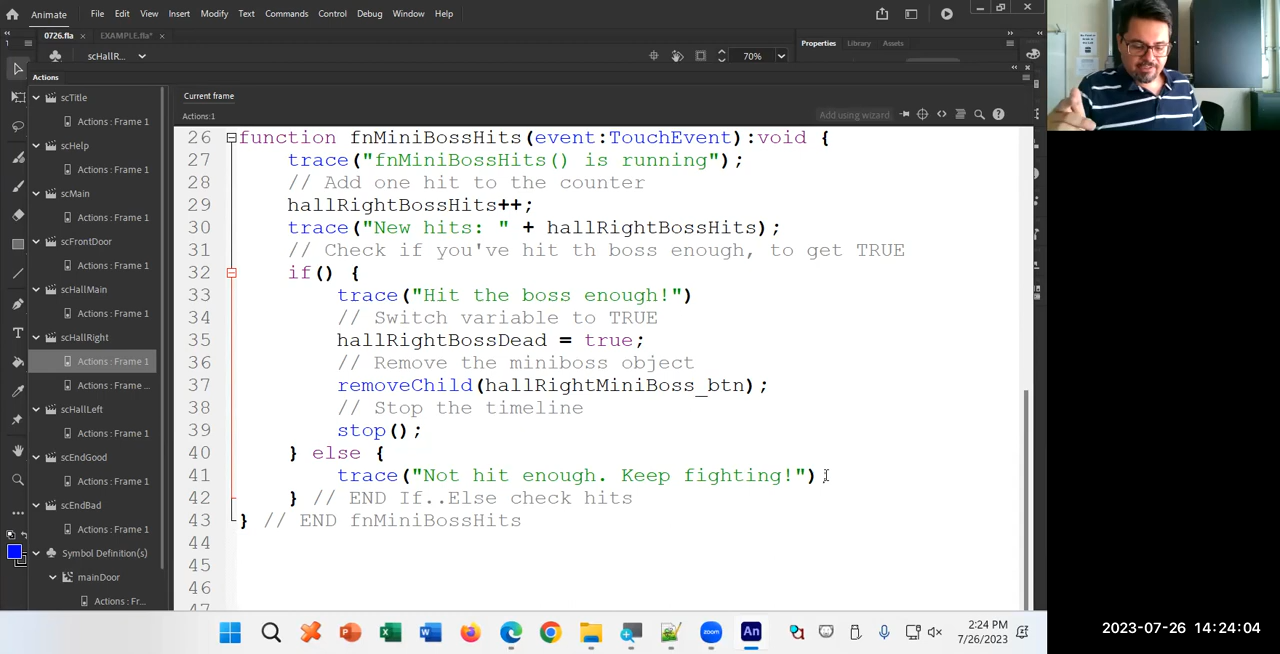 Animate File Edit View Insert Modify Text Commands Control Debug Window Help
0726.fla × EXAMPLE.fla* ×
scHallR... 70% Properties Library Assets
Actions
scTitle
Actions : Frame 1
scHelp
Actions : Frame 1
scMain
Actions : Frame 1
scFrontDoor
Actions : Frame 1
scHallMain
Actions : Frame 1
scHallRight
Actions : Frame 1
Actions : Frame ...
scHallLeft
Actions : Frame 1
scEndGood
Actions : Frame 1
scEndBad
Actions : Frame 1
Symbol Definition(s)
mainDoor
Actions : Fr...
Current frame
Actions:1 Add using wizard
26 function fnMiniBossHits(event:TouchEvent):void {
27 trace("fnMiniBossHits() is running");
28 // Add one hit to the counter
29 hallRightBossHits++;
30 trace("New hits: " + hallRightBossHits);
31 // Check if you've hit th boss enough, to get TRUE
32 if() {
33 trace("Hit the boss enough!")
34 // Switch variable to TRUE
35 hallRightBossDead = true;
36 // Remove the miniboss object
37 removeChild(hallRightMiniBoss_btn);
38 // Stop the timeline
39 stop();
40 } else {
41 trace("Not hit enough. Keep fighting!")
42 } // END If..Else check hits
43 } // END fnMiniBossHits
44
45
46
47
2:24 PM
7/26/2023
2023-07-26 14:24:04